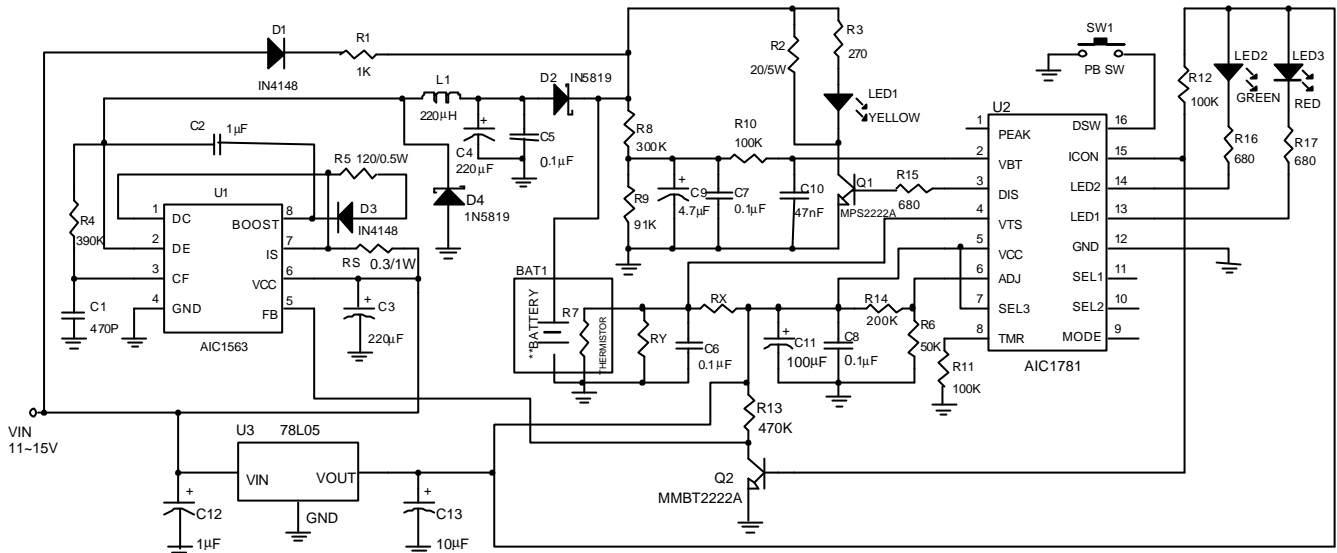 D1
IN4148
R1
1K
L1
220μH
D2
IN5819
C2
1μF
R5 120/0.5W
U1
1
DC
2
DE
3
CF
4
GND
8
BOOST
7
IS
6
VCC
5
FB
AIC1563
R4
390K
C1
470P
D3
IN4148
RS
0.3/1W
+
C3
220μF
+
C4
220μF
C5
0.1μF
D4
1N5819
R8
300K
R9
91K
+
C9
4.7μF
C7
0.1μF
R10
100K
C10
47nF
R2
20/5W
R3
270
LED1
YELLOW
Q1
MPS2222A
R15
680
SW1
PB SW
U2
1
PEAK
2
VBT
3
DIS
4
VTS
5
VCC
6
ADJ
7
SEL3
8
TMR
16
DSW
15
ICON
14
LED2
13
LED1
12
GND
11
SEL1
10
SEL2
9
MODE
AIC1781
R12
100K
LED2
GREEN
LED3
RED
R16
680
R17
680
BAT1
**BATTERY
R7
THERMISTOR
RY
C6
0.1μF
RX
+
C11
100μF
C8
0.1μF
R14
200K
R6
50K
R11
100K
R13
470K
Q2
MMBT2222A
VIN
11~15V
U3
78L05
VIN
VOUT
GND
+
C12
1μF
+
C13
10μF